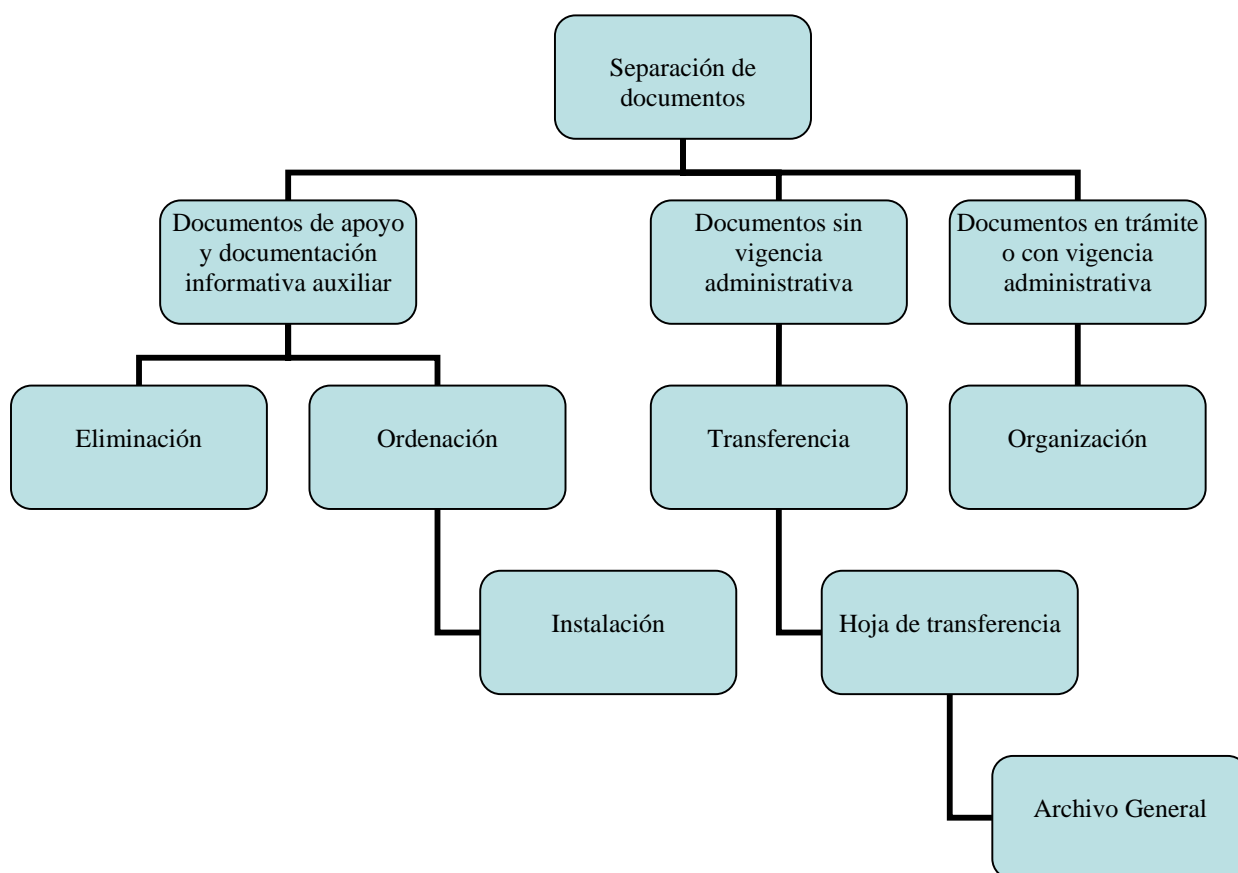 Separación de
documentos
Documentos de apoyo
y documentación
informativa auxiliar
Documentos sin
vigencia
administrativa
Documentos en trámite
o con vigencia
administrativa
Eliminación
Ordenación
Transferencia
Organización
Instalación
Hoja de transferencia
Archivo General